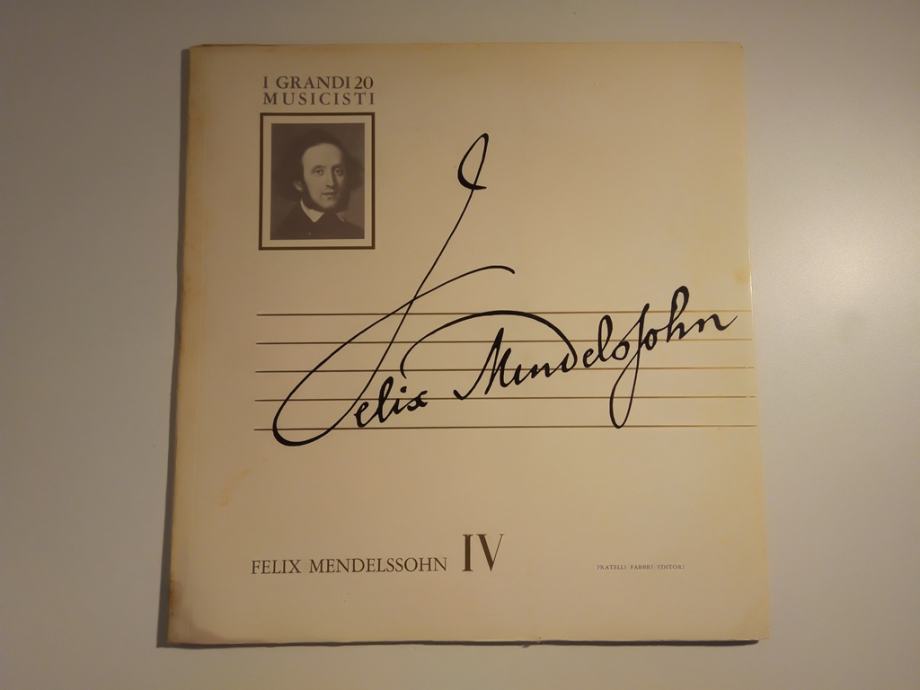 I GRANDI 20
MUSICISTI
Felix Mendelssohn
FELIX MENDELSSOHN IV
FRATELLI FABBRI EDITORI